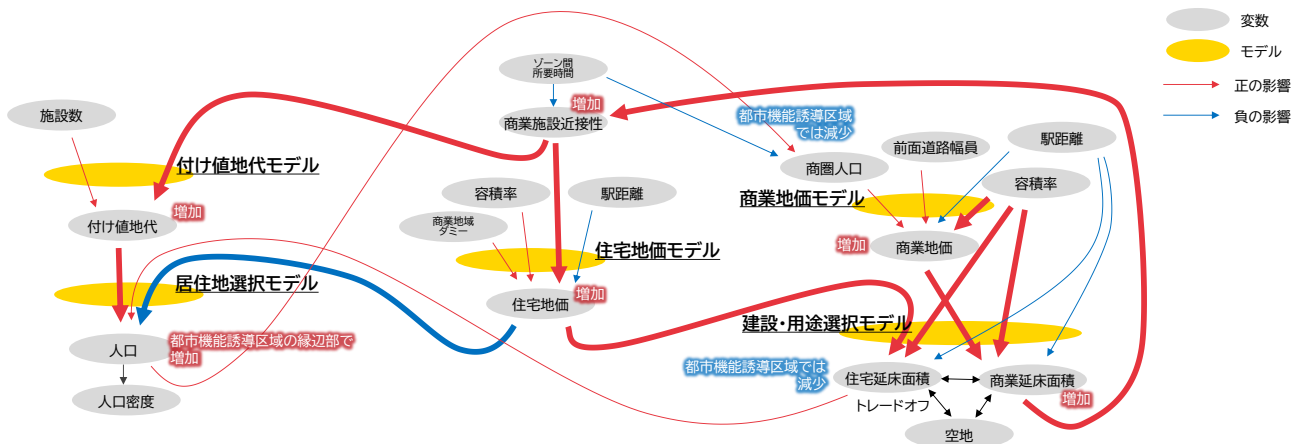 変数
モデル
正の影響
負の影響
ゾーン間
所要時間
増加
商業施設近接性
施設数
付け値地代モデル
増加
付け値地代
居住地選択モデル
人口
都市機能誘導区域の縁辺部で
増加
人口密度
容積率
駅距離
商業地域
ダミー
住宅地価モデル
増加
住宅地価
都市機能誘導区域
では減少
商圏人口
前面道路幅員
駅距離
容積率
商業地価モデル
増加
商業地価
建設・用途選択モデル
都市機能誘導区域では
減少
住宅延床面積
商業延床面積
増加
トレードオフ
空地